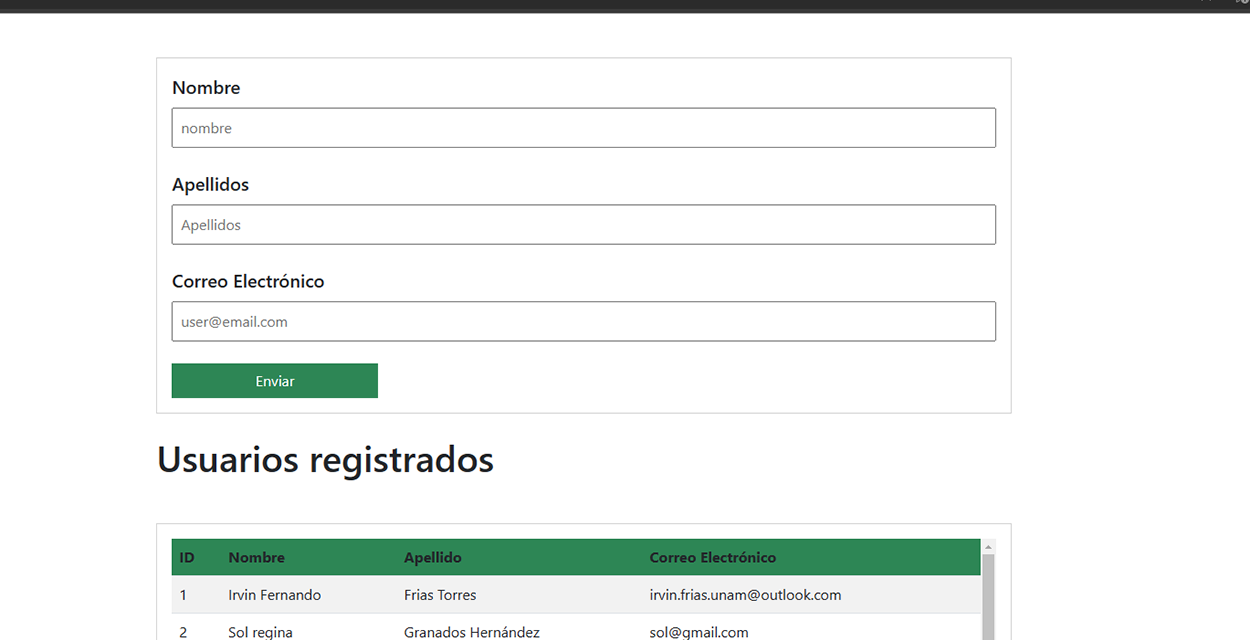 Nombre
nombre
Apellidos
Apellidos
Correo Electrónico
user@email.com
Enviar
Usuarios registrados
ID Nombre Apellido Correo Electrónico
1 Irvin Fernando Frias Torres irvin.frias.unam@outlook.com
2 Sol regina Granados Hernández sol@gmail.com